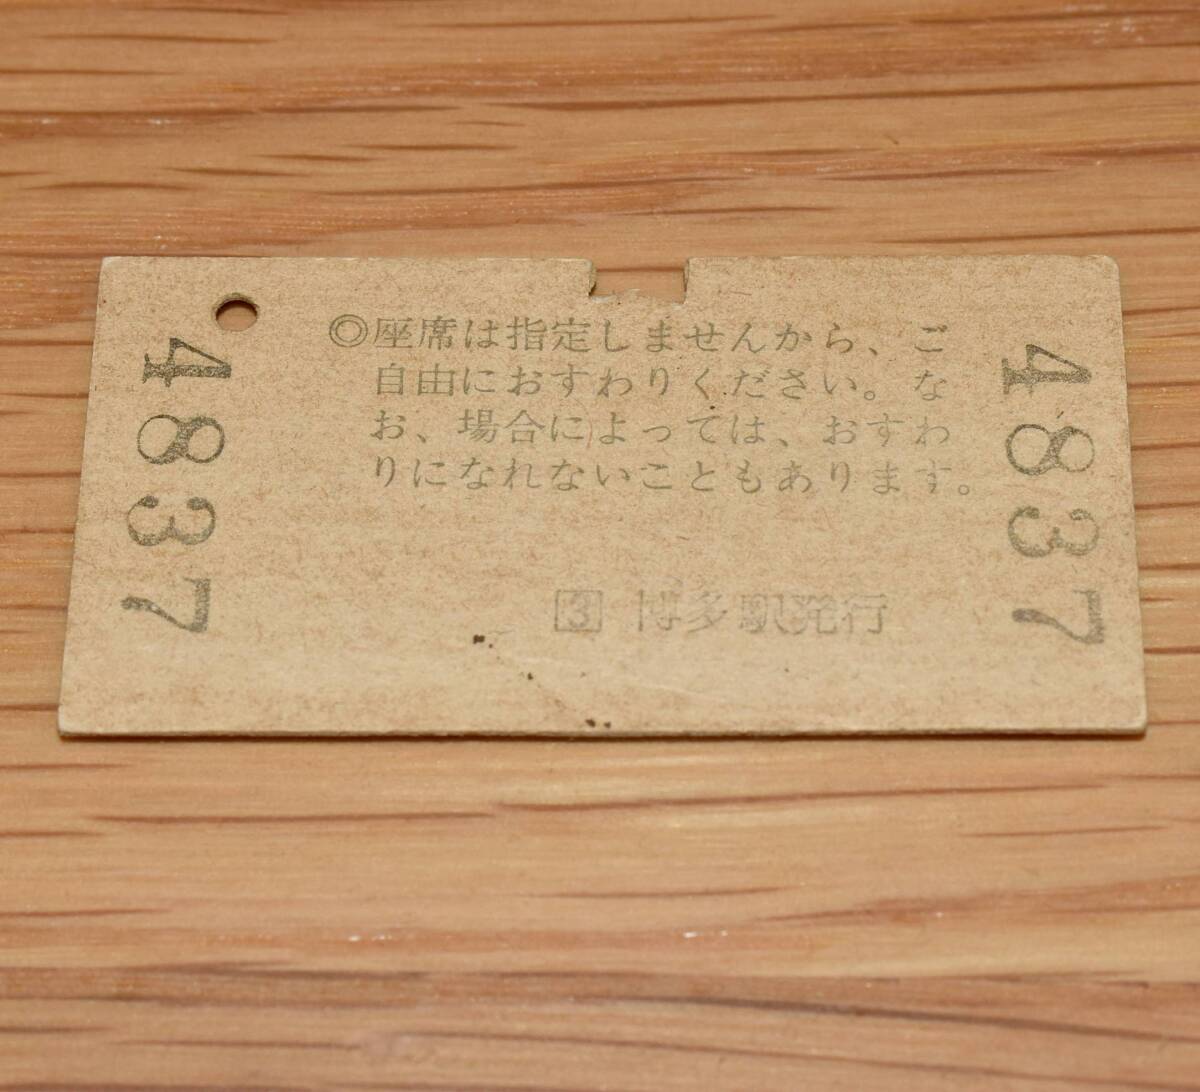 ◎座席は指定しませんから、ご
自由におすわりください。な
お、場合によっては、おすわ
りになれないこともあります。
3 博多駅発行
4837
4837